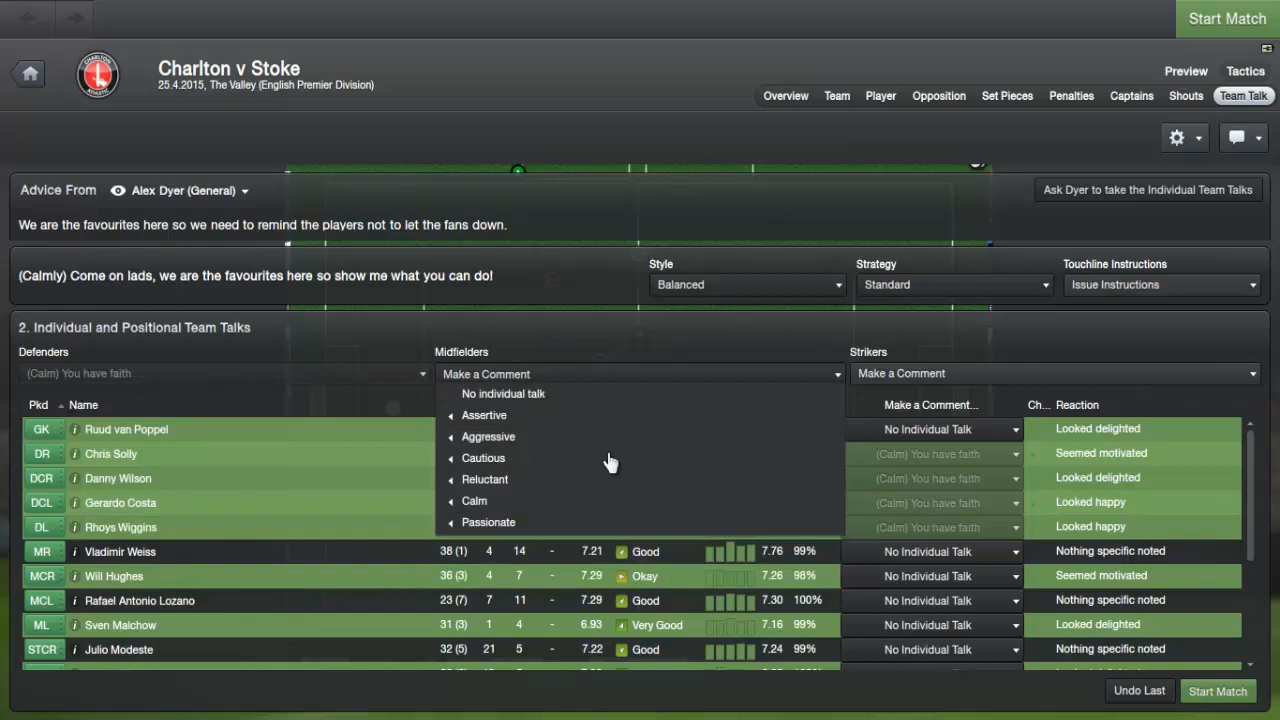 Start Match
Charlton v Stoke
25.4.2015, The Valley (English Premier Division)
Preview Tactics
Overview Team Player Opposition Set Pieces Penalties Captains Shouts Team Talk
Advice From Alex Dyer (General) Ask Dyer to take the Individual Team Talks
We are the favourites here so we need to remind the players not to let the fans down.
Style Strategy Touchline Instructions
(Calmly) Come on lads, we are the favourites here so show me what you can do! Balanced Standard Issue Instructions
2. Individual and Positional Team Talks
Defenders Midfielders Strikers
(Calm) You have faith Make a Comment Make a Comment
No individual talk
Assertive
Aggressive
Cautious
Reluctant
Calm
Passionate
Pkd Name Make a Comment... Ch... Reaction
GK i Ruud van Poppel No Individual Talk Looked delighted
DR i Chris Solly (Calm) You have faith Seemed motivated
DCR i Danny Wilson (Calm) You have faith Looked delighted
DCL i Gerardo Costa (Calm) You have faith Looked happy
DL i Rhoys Wiggins (Calm) You have faith Looked happy
MR i Vladimir Weiss 38 (1) 4 14 - 7.21 Good 7.76 99% No Individual Talk Nothing specific noted
MCR i Will Hughes 36 (3) 4 7 - 7.29 Okay 7.26 98% No Individual Talk Seemed motivated
MCL i Rafael Antonio Lozano 23 (7) 7 11 - 7.29 Good 7.30 100% No Individual Talk Nothing specific noted
ML i Sven Malchow 31 (3) 1 4 - 6.93 Very Good 7.16 99% No Individual Talk Looked delighted
STCR i Julio Modeste 32 (5) 21 5 - 7.22 Good 7.24 99% No Individual Talk Nothing specific noted
Undo Last Start Match